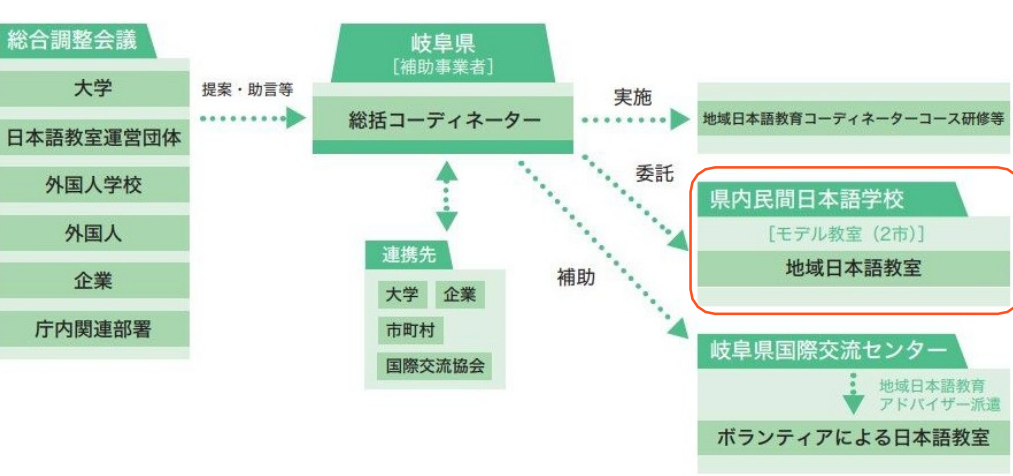 総合調整会議
大学
日本語教室運営団体
外国人学校
外国人
企業
庁内関連部署
提案・助言等
岐阜県
[補助事業者]
総括コーディネーター
連携先
大学
企業
市町村
国際交流協会
実施
委託
補助
地域日本語教育コーディネーターコース研修等
県内民間日本語学校
[モデル教室（2市）]
地域日本語教室
岐阜県国際交流センター
地域日本語教育
アドバイザー派遣
ボランティアによる日本語教室